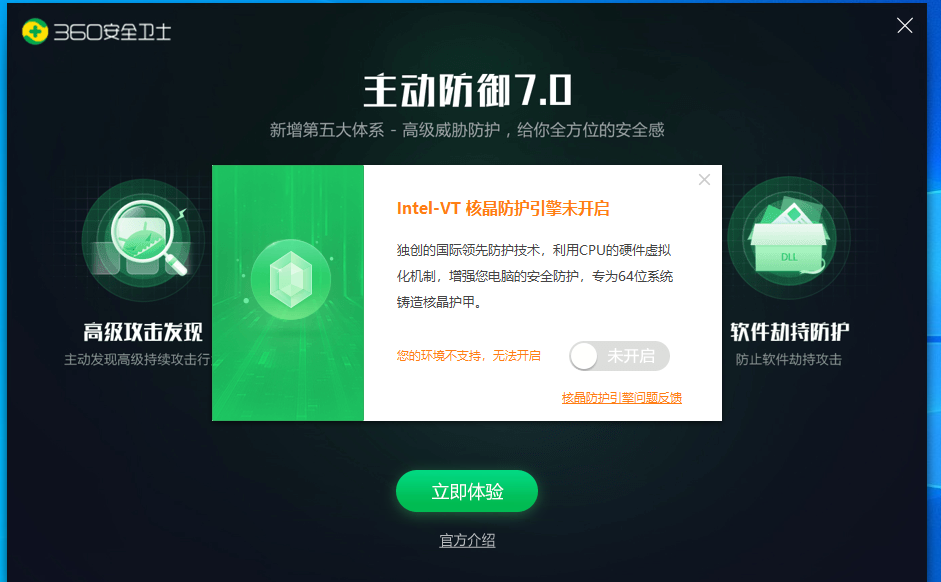 360安全卫士
主动防御7.0
新增第五大体系 - 高级威胁防护，给你全方位的安全感
Intel-VT 核晶防护引擎未开启
独创的国际领先防护技术，利用CPU的硬件虚拟
化机制，增强您电脑的安全防护，专为64位系统
铸造核晶护甲。
您的环境不支持，无法开启
未开启
核晶防护引擎问题反馈
高级攻击发现
主动发现高级持续攻击行
DLL
软件劫持防护
防止软件劫持攻击
立即体验
官方介绍